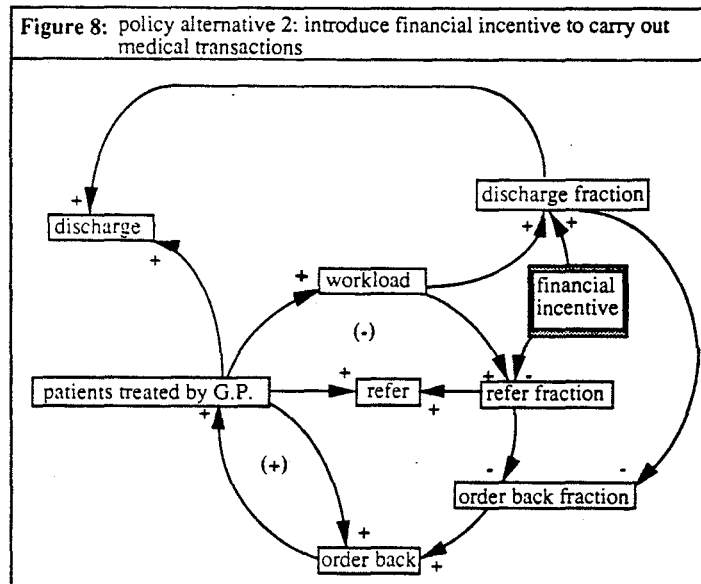 Figure 8: policy alternative 2: introduce financial incentive to carry out
medical transactions
+
discharge fraction
+
discharge
+
+
+
+
workload
financial
incentive
(-)
+
+
-
patients treated by G.P.
refer
refer fraction
+
+
(+)
-
-
order back fraction
+
order back
+